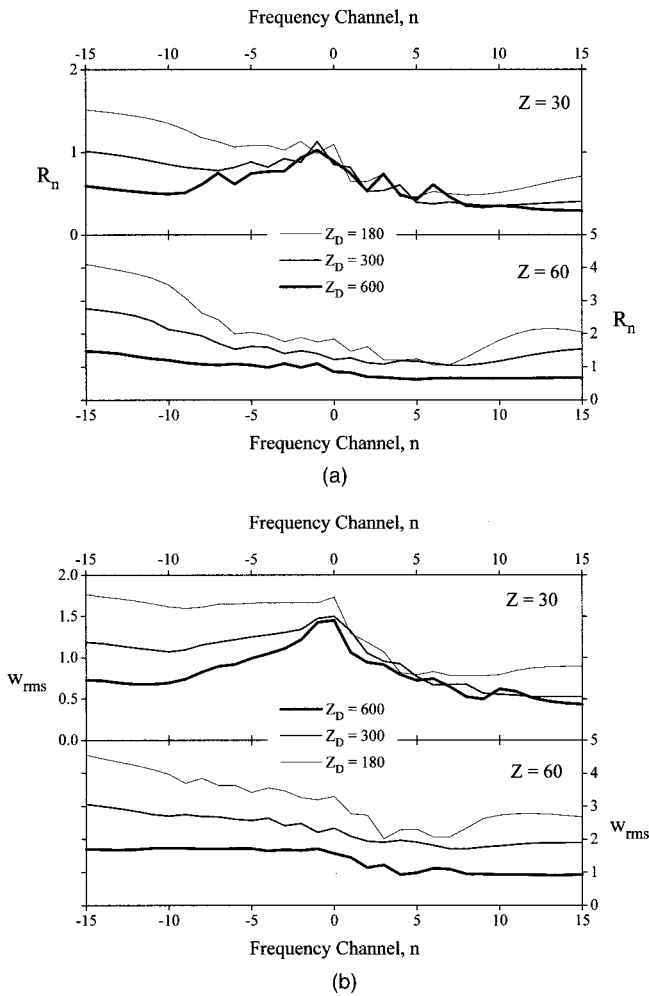 Frequency Channel, n
-15 -10 -5 0 5 10 15
2
Z = 30
1
R_n
0
Z_D = 180
5
Z_D = 300
Z = 60
4
Z_D = 600
3
R_n
2
1
0
-15 -10 -5 0 5 10 15
Frequency Channel, n
(a)
Frequency Channel, n
-15 -10 -5 0 5 10 15
2.0
Z = 30
1.5
1.0
w_rms
0.5
Z_D = 600
0.0
Z_D = 300
5
Z_D = 180
Z = 60
4
3
w_rms
2
1
0
-15 -10 -5 0 5 10 15
Frequency Channel, n
(b)